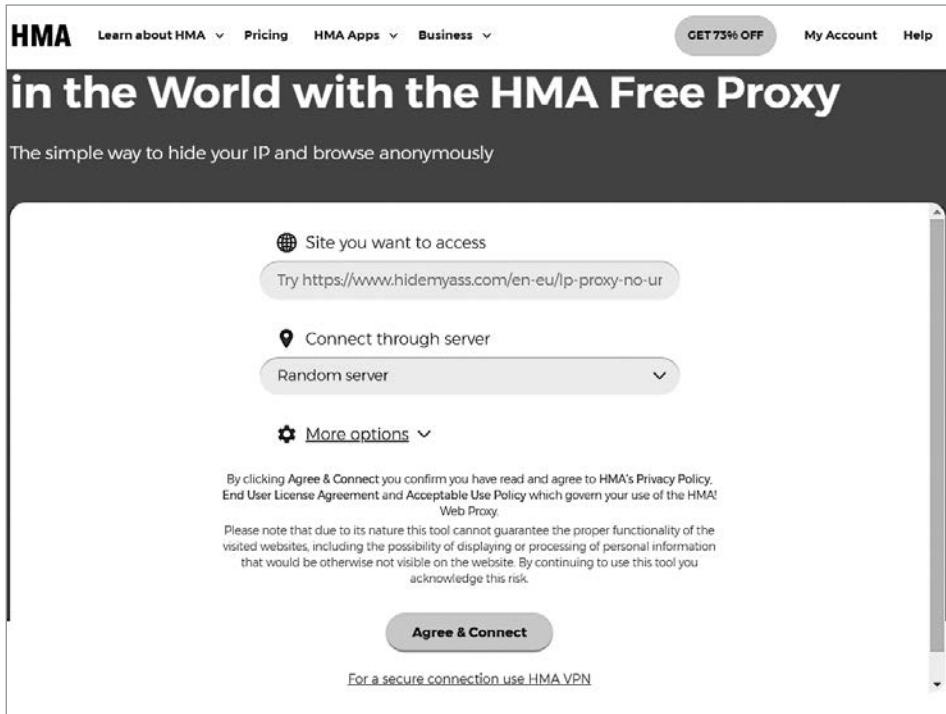 HMA Learn about HMA Pricing HMA Apps Business GET 73% OFF My Account Help
in the World with the HMA Free Proxy
The simple way to hide your IP and browse anonymously
Site you want to access
Try https://www.hidemyass.com/en-eu/lp-proxy-no-ur
Connect through server
Random server
More options
By clicking Agree & Connect you confirm you have read and agree to HMA's Privacy Policy,
End User License Agreement and Acceptable Use Policy which govern your use of the HMA!
Web Proxy.
Please note that due to its nature this tool cannot guarantee the proper functionality of the
visited websites, including the possibility of displaying or processing of personal information
that would be otherwise not visible on the website. By continuing to use this tool you
acknowledge this risk.
Agree & Connect
For a secure connection use HMA VPN